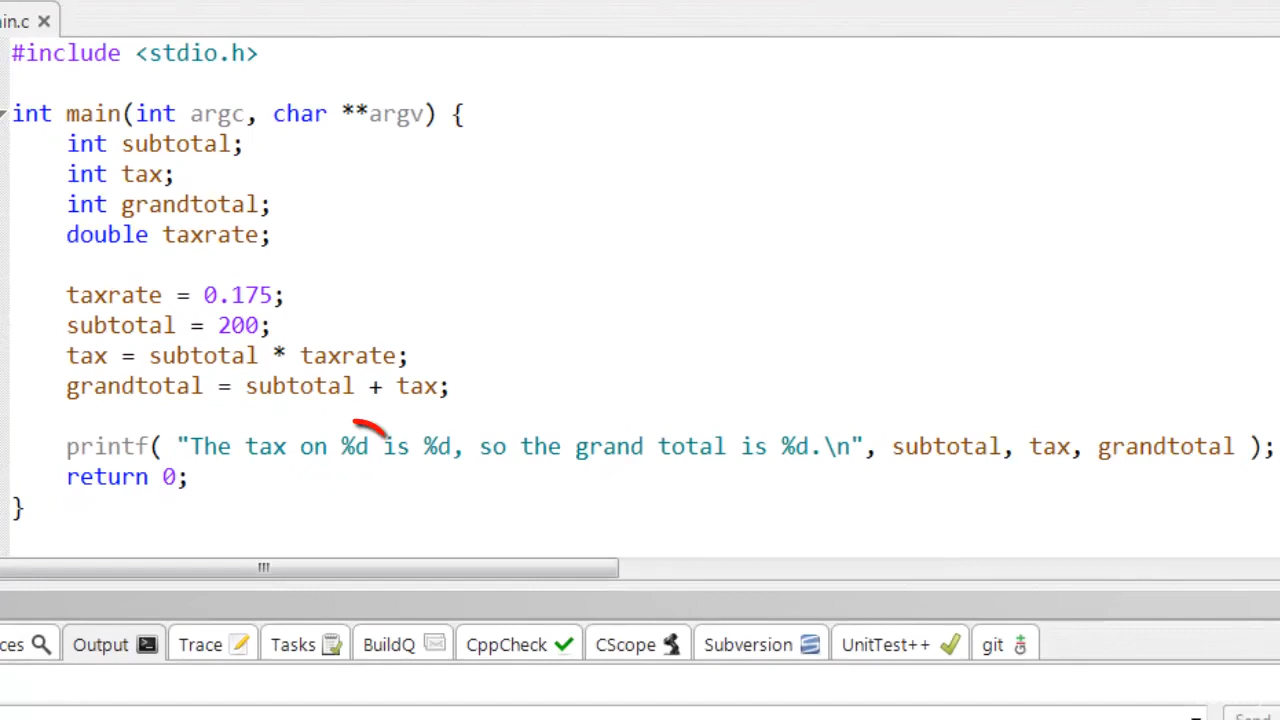 in.c
#include <stdio.h>
int main(int argc, char **argv) {
    int subtotal;
    int tax;
    int grandtotal;
    double taxrate;
    taxrate = 0.175;
    subtotal = 200;
    tax = subtotal * taxrate;
    grandtotal = subtotal + tax;
    printf( "The tax on %d is %d, so the grand total is %d.\n", subtotal, tax, grandtotal );
    return 0;
}
ces Output Trace Tasks BuildQ CppCheck CScope Subversion UnitTest++ git
Send